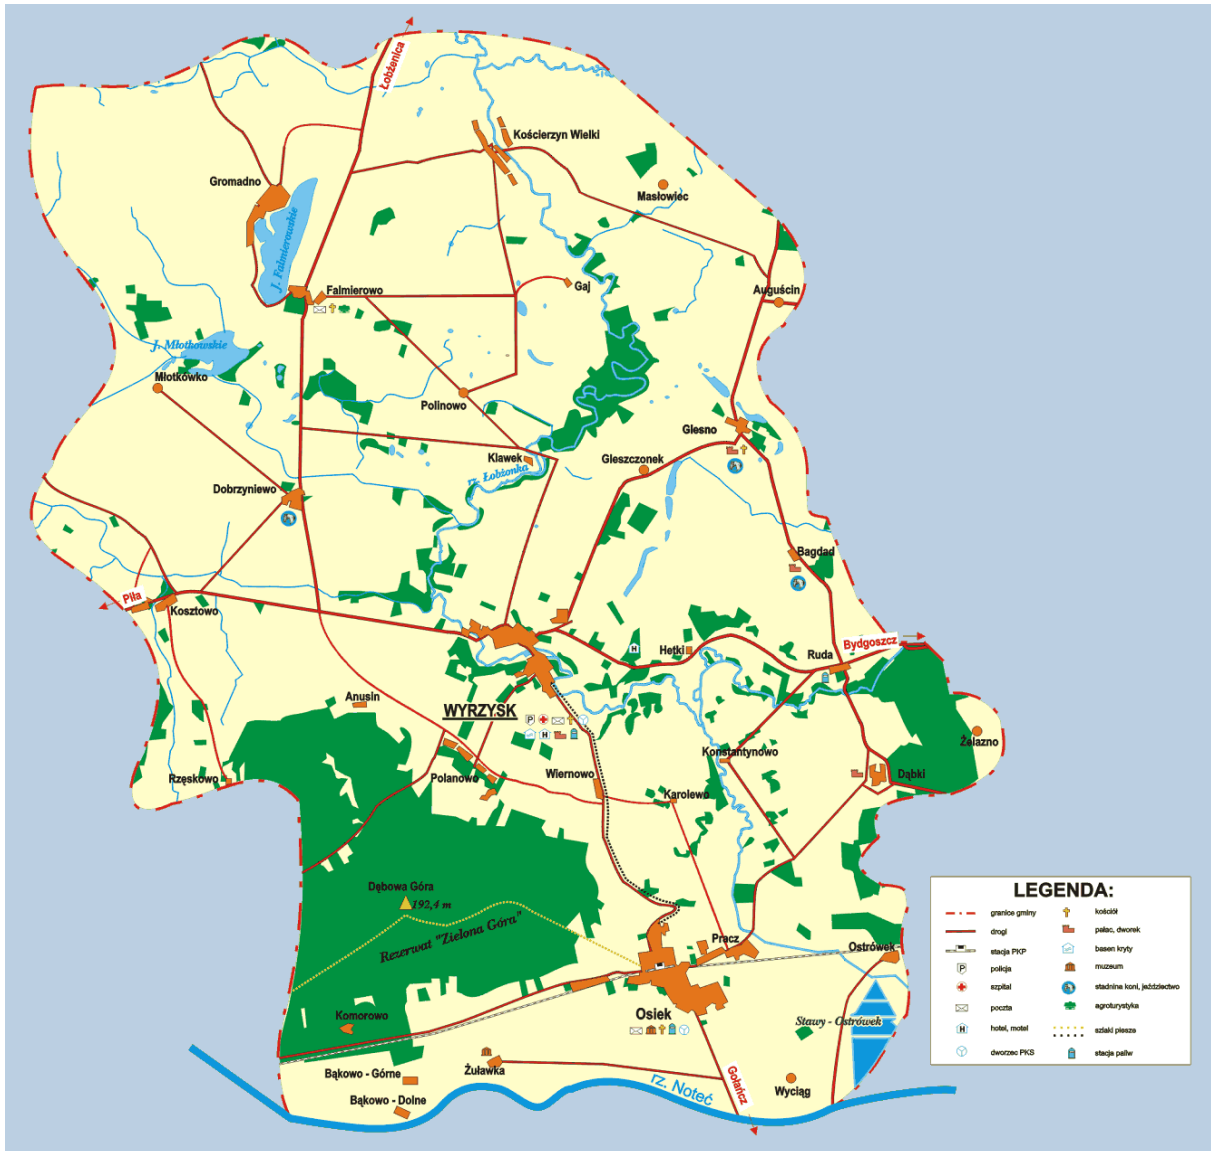 Łobżenica
Kościerzyn Wielki
Gromadno
Masłowiec
J. Falmierowskie
Falmierowo
Gaj
Auguścin
J. Młotkowskie
Młotkówko
Polinowo
Glesno
Klawek
Gleszczonek
rz. Łobżonka
Dobrzyniewo
Bagdad
Piła
Kosztowo
Bydgoszcz
Hetki
Ruda
Anusin
WYRZYSK
P
H
H
Żelazno
Konstantynowo
Rzęskowo
Polanowo
Wiernowo
Dąbki
Karolewo
Dębowa Góra
192,4 m
Rezerwat "Zielona Góra"
Pracz
Ostrówek
Osiek
Komorowo
Stawy - Ostrówek
Żuławka
Bąkowo - Górne
Bąkowo - Dolne
rz. Noteć
Gołańcz
Wyciąg
LEGENDA:
granice gminy
drogi
stacja PKP
P policja
szpital
poczta
H hotel, motel
dworzec PKS
kościół
pałac, dworek
basen kryty
muzeum
stadnina koni, jeździectwo
agroturystyka
szlaki piesze
stacja paliw